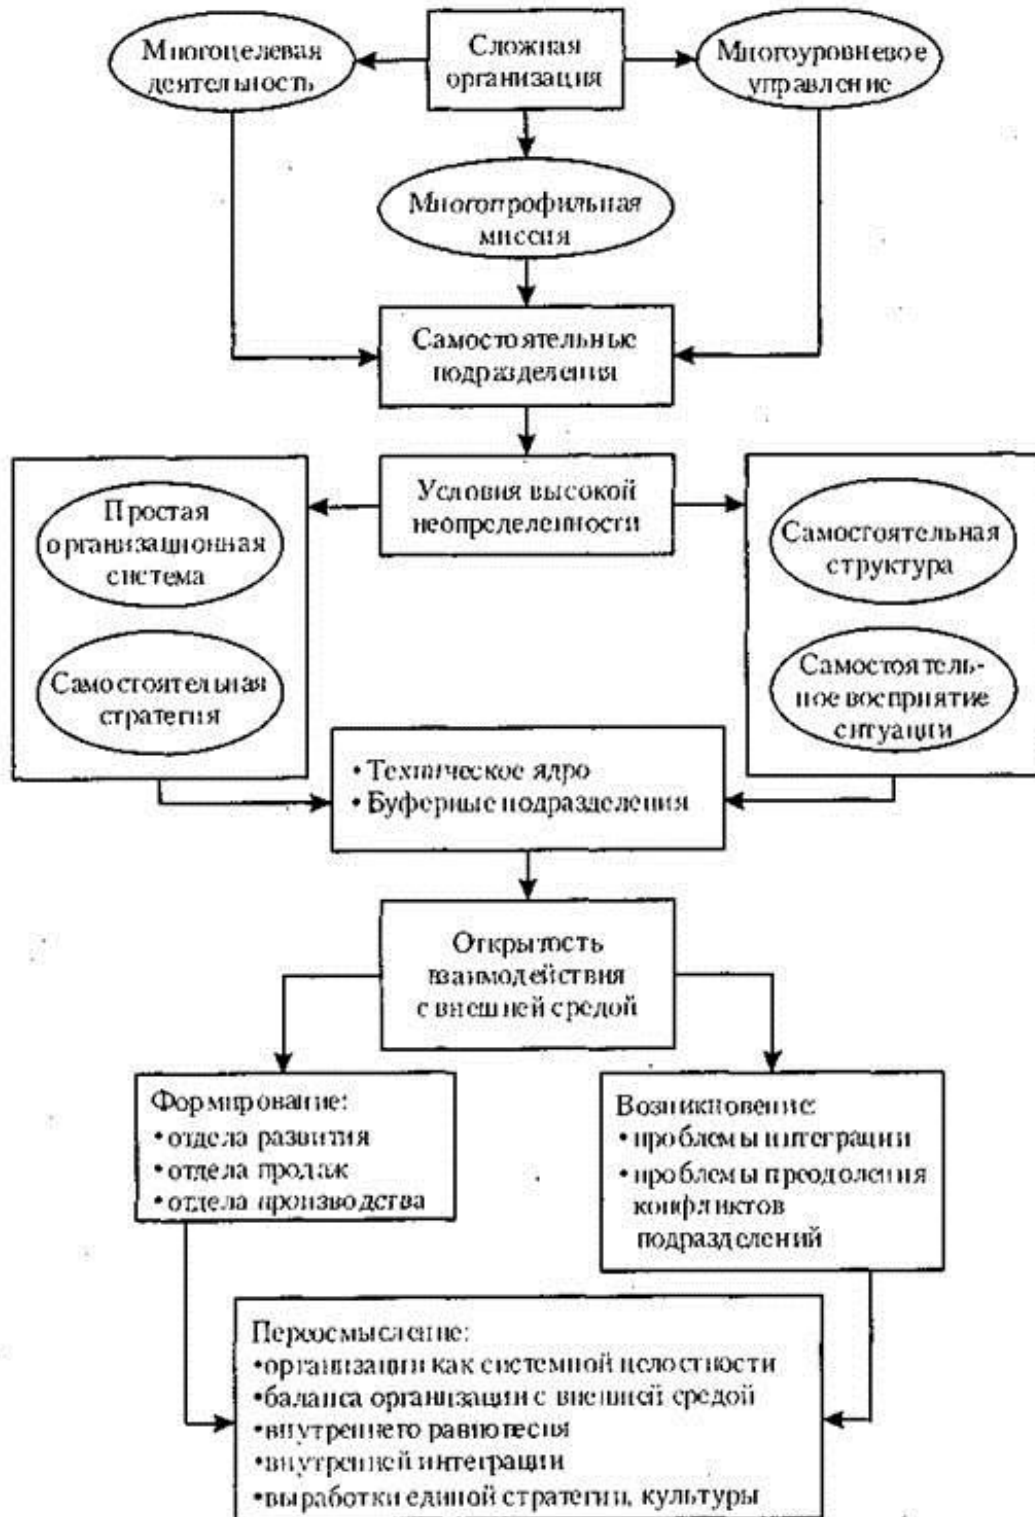 Многоцелевая
деятельность
Сложная
организация
Многоуровневое
управление
Многопрофильная
миссия
Самостоятельные
подразделения
Условия высокой
неопределенности
Простая
организационная
система
Самостоятельная
стратегия
Самостоятельная
структура
Самостоятель-
ное восприятие
ситуации
• Техническое ядро
• Буферные подразделения
Открытость
взаимодействия
с внешней средой
Формирование:
• отдела развития
• отдела продаж
• отдела производства
Возникновение:
• проблемы интеграции
• проблемы преодоления
конфликтов
подразделений
Переосмысление:
• организации как системной целостности
• баланса организации с внешней средой
• внутреннего равновесия
• внутренней интеграции
• выработки единой стратегии, культуры